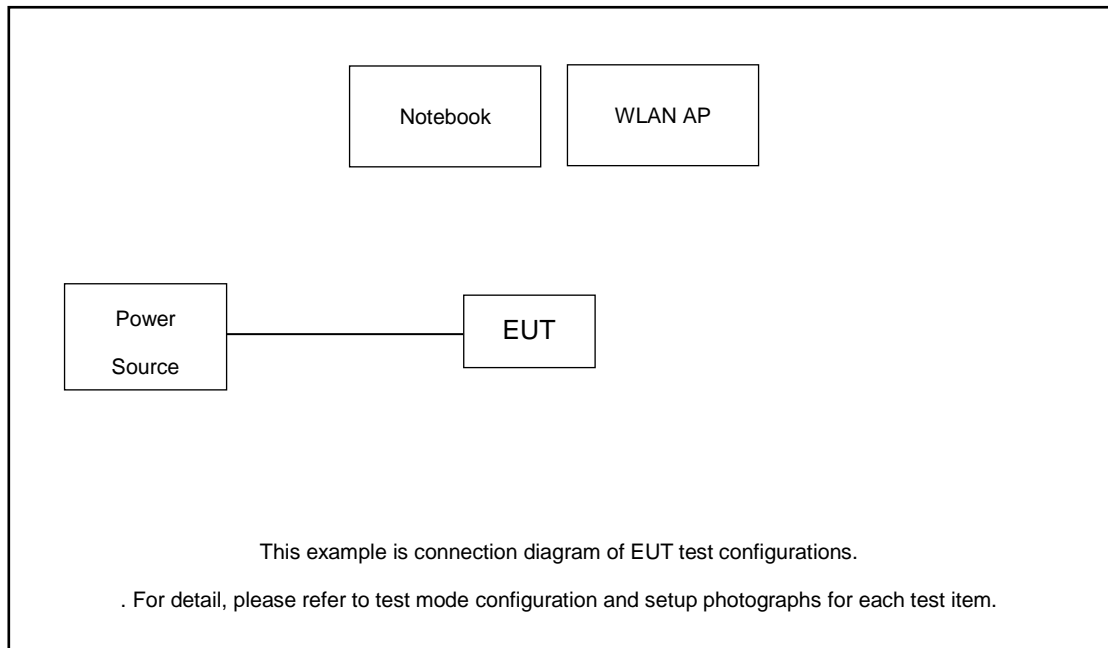 Notebook
WLAN AP
Power
Source
EUT
This example is connection diagram of EUT test configurations.
. For detail, please refer to test mode configuration and setup photographs for each test item.